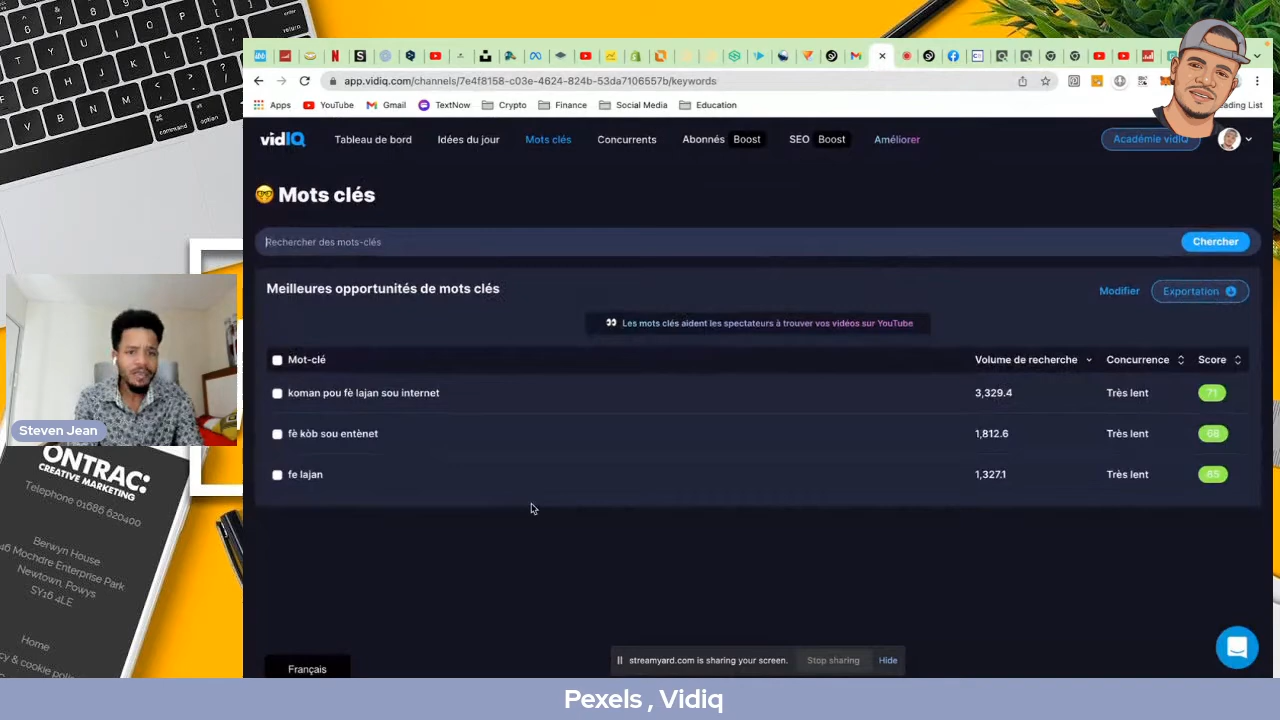 app.vidiq.com/channels/7e4f8158-c03e-4624-824b-53da7106557b/keywords
Apps YouTube Gmail TextNow Crypto Finance Social Media Education
vidIQ Tableau de bord Idées du jour Mots clés Concurrents Abonnés Boost SEO Boost Améliorer Académie vidIQ
Mots clés
Rechercher des mots-clés Chercher
Meilleures opportunités de mots clés Modifier Exportation
Les mots clés aident les spectateurs à trouver vos vidéos sur YouTube
Mot-clé Volume de recherche Concurrence Score
koman pou fè lajan sou internet 3,329.4 Très lent 71
fè kòb sou entènet 1,812.6 Très lent 68
fe lajan 1,327.1 Très lent 65
streamyard.com is sharing your screen. Stop sharing Hide
Français
Steven Jean
command
option
ONTRAC:
CREATIVE MARKETING
Telephone 01686 620400
Berwyn House
46 Mochdre Enterprise Park
Newtown, Powys
SY16 4LE
Home
Pexels , Vidiq